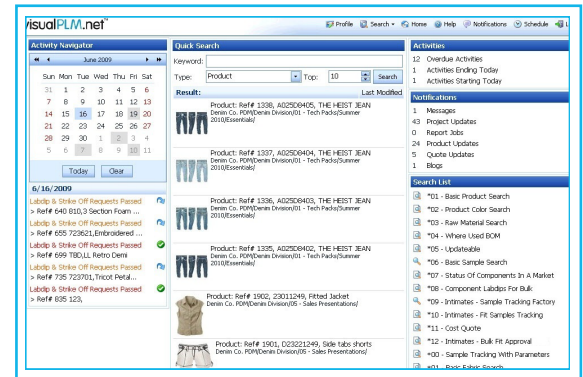 visualPLM.net™
Profile Search Home Help Notifications Schedule
Activity Navigator
June 2009
Sun Mon Tue Wed Thu Fri Sat
31 1 2 3 4 5 6
7 8 9 10 11 12 13
14 15 16 17 18 19 20
21 22 23 24 25 26 27
28 29 30 1 2 3 4
5 6 7 8 9 10 11
Today Clear
6/16/2009
Labdip & Strike Off Requests Passed
> Ref# 640 810,3 Section Foam ...
Labdip & Strike Off Requests Passed
> Ref# 655 723621,Embroidered ...
Labdip & Strike Off Requests Passed
> Ref# 699 TBD,LL Retro Demi
Labdip & Strike Off Requests Passed
> Ref# 735 723701,Tricot Petal...
Labdip & Strike Off Requests Passed
> Ref# 835 123,
Quick Search
Keyword:
Type: Product Top: 10 Search
Result: Last Modified
Product: Ref# 1338, A025D8405, THE HEIST JEAN
Denim Co. PDM/Denim Division/01 - Tech Packs/Summer
2010/Essentials/
Product: Ref# 1337, A025D8404, THE HEIST JEAN
Denim Co. PDM/Denim Division/01 - Tech Packs/Summer
2010/Essentials/
Product: Ref# 1336, A025D8403, THE HEIST JEAN
Denim Co. PDM/Denim Division/01 - Tech Packs/Summer
2010/Essentials/
Product: Ref# 1335, A025D8402, THE HEIST JEAN
Denim Co. PDM/Denim Division/01 - Tech Packs/Summer
2010/Essentials/
Product: Ref# 1902, 23011249, Fitted Jacket
Denim Co. PDM/Denim Division/05 - Sales Presentations/
Product: Ref# 1901, D23221249, Side tabs shorts
Denim Co. PDM/Denim Division/05 - Sales Presentations/
Activities
12 Overdue Activities
1 Activities Ending Today
1 Activities Starting Today
Notifications
1 Messages
43 Project Updates
0 Report Jobs
24 Product Updates
5 Quote Updates
1 Blogs
Search List
*01 - Basic Product Search
*02 - Product Color Search
*03 - Raw Material Search
*04 - Where Used BOM
*05 - Updateable
*06 - Basic Sample Search
*07 - Status Of Components In A Market
*08 - Component Labdips For Bulk
*09 - Intimates - Sample Tracking Factory
*10 - Intimates - Fit Samples Tracking
*11 - Cost Quote
*12 - Intimates - Bulk Fit Approval
*00 - Sample Tracking With Parameters
*01 - Basic Fabric Search